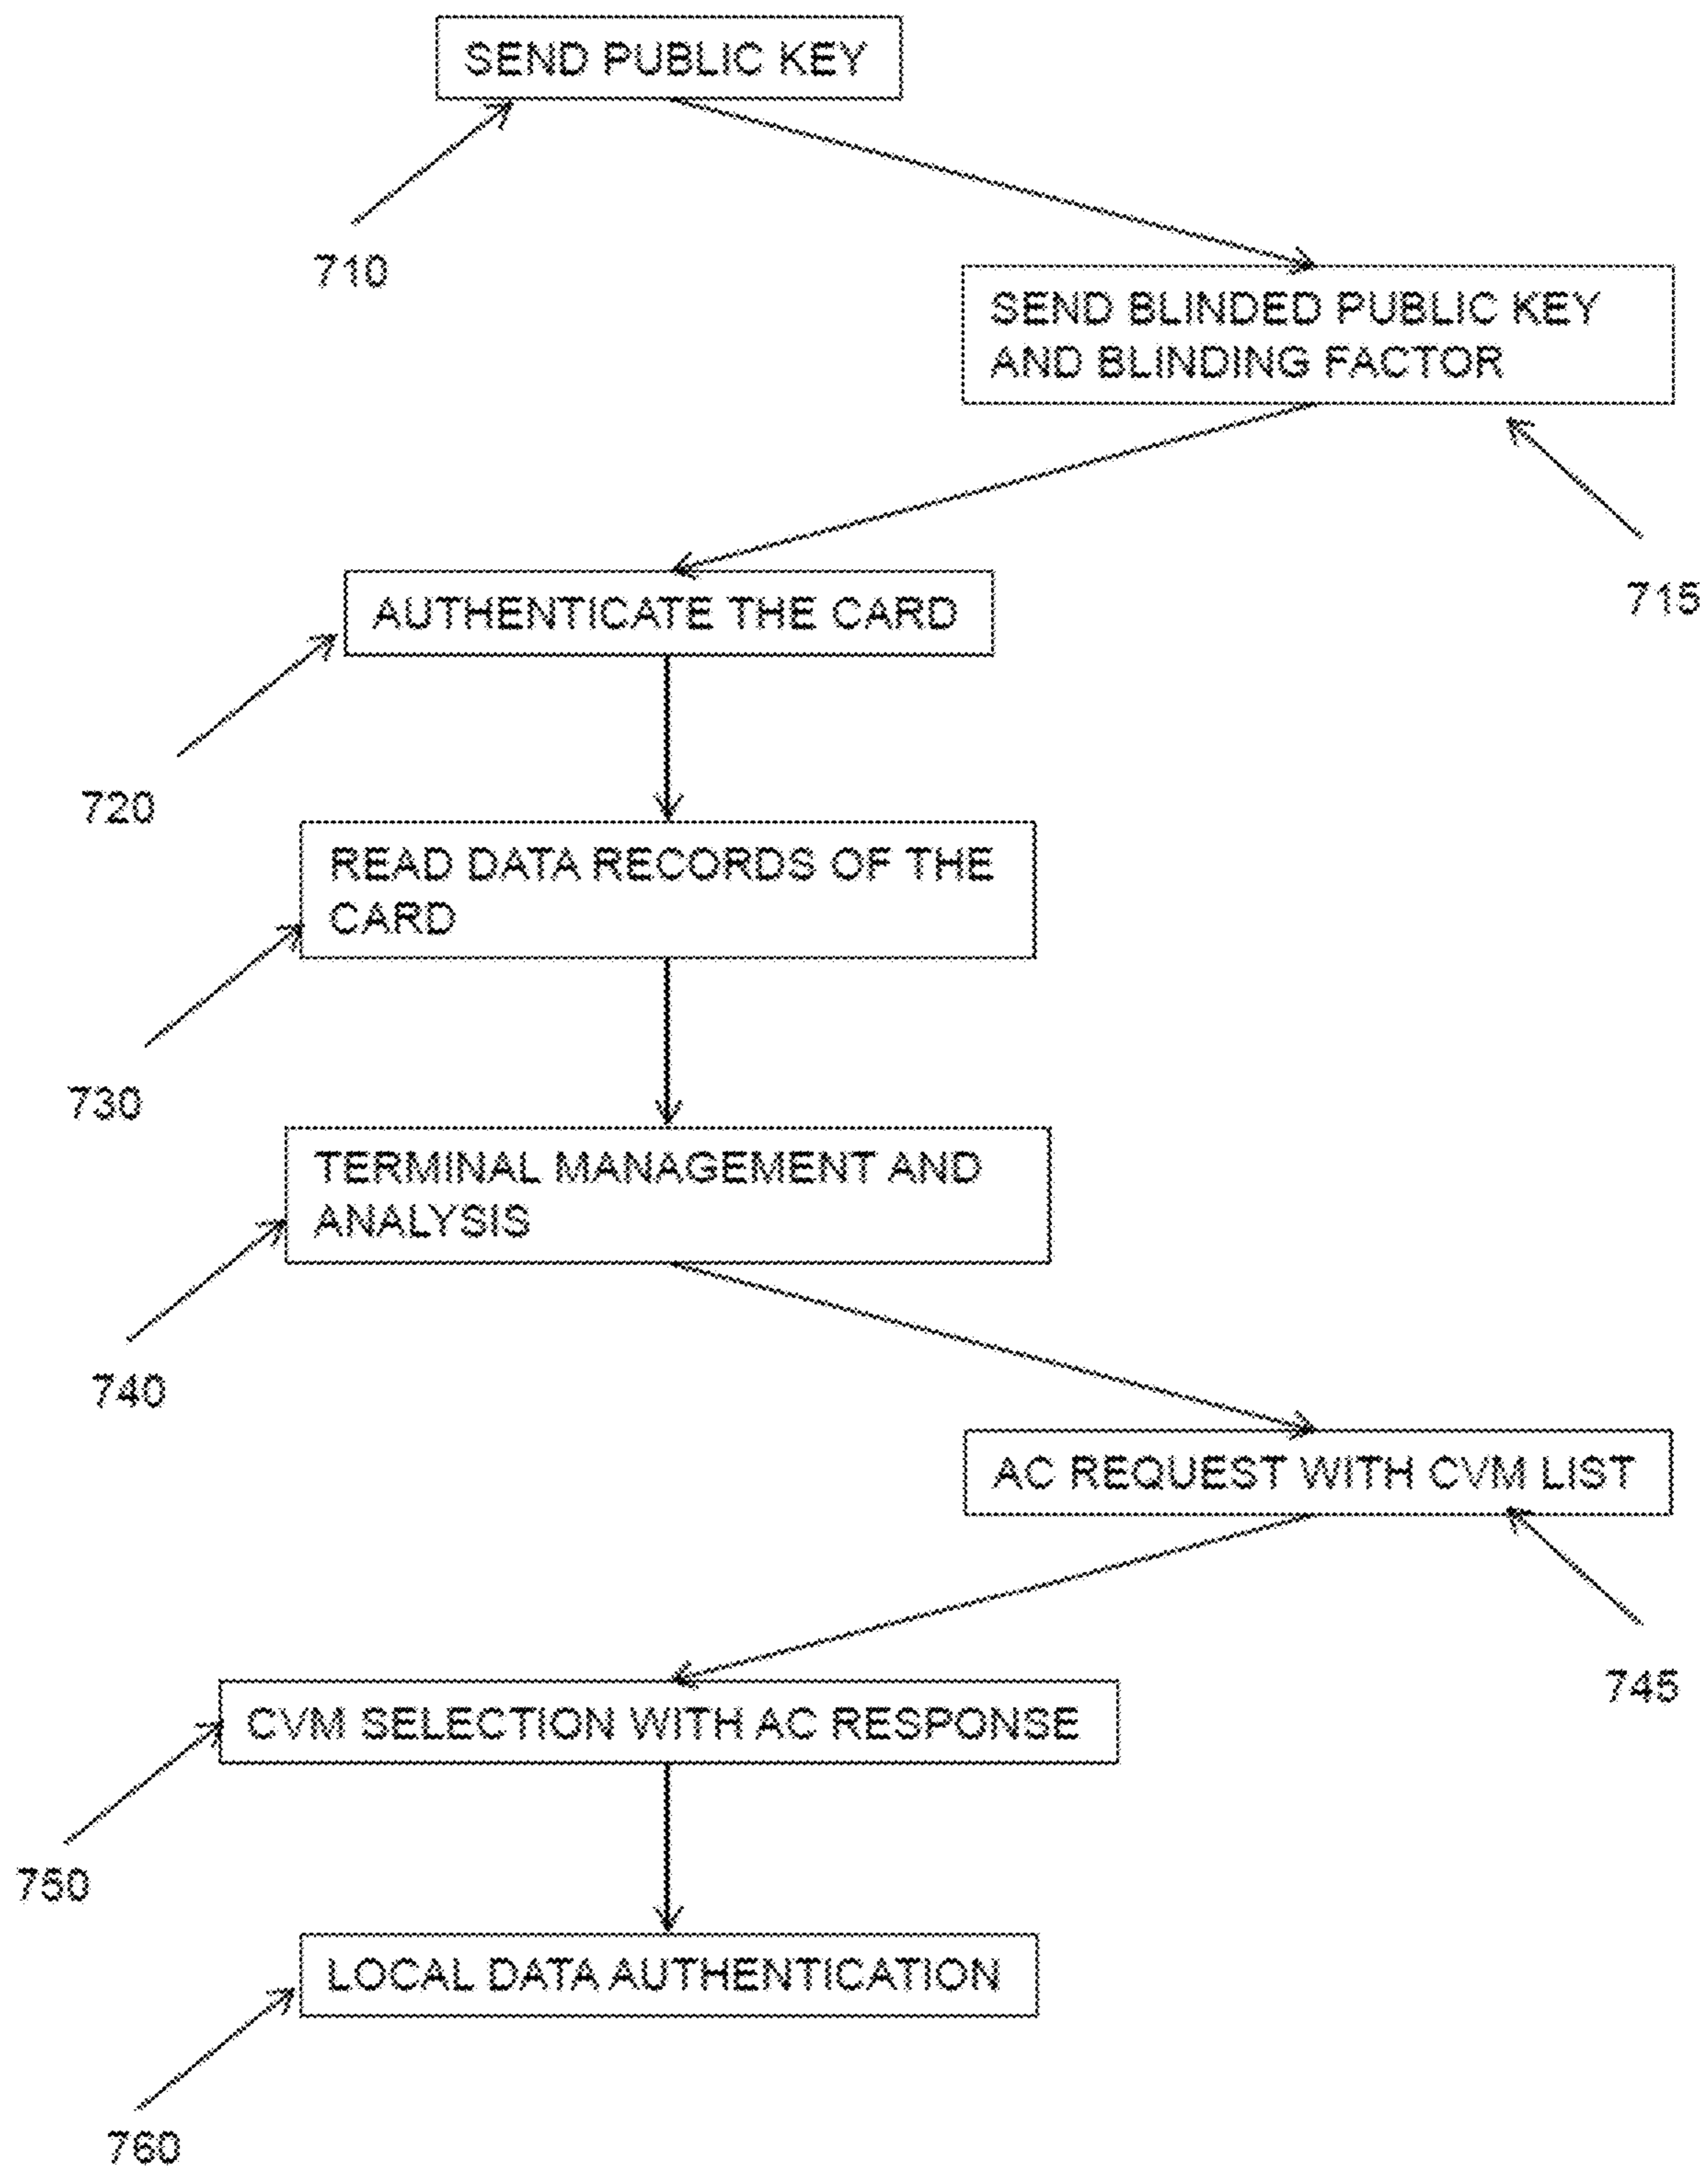 SEND PUBLIC KEY
710
SEND BLINDED PUBLIC KEY
AND BLINDING FACTOR
715
AUTHENTICATE THE CARD
720
READ DATA RECORDS OF THE
CARD
730
TERMINAL MANAGEMENT AND
ANALYSIS
740
AC REQUEST WITH CVM LIST
745
CVM SELECTION WITH AC RESPONSE
750
LOCAL DATA AUTHENTICATION
760